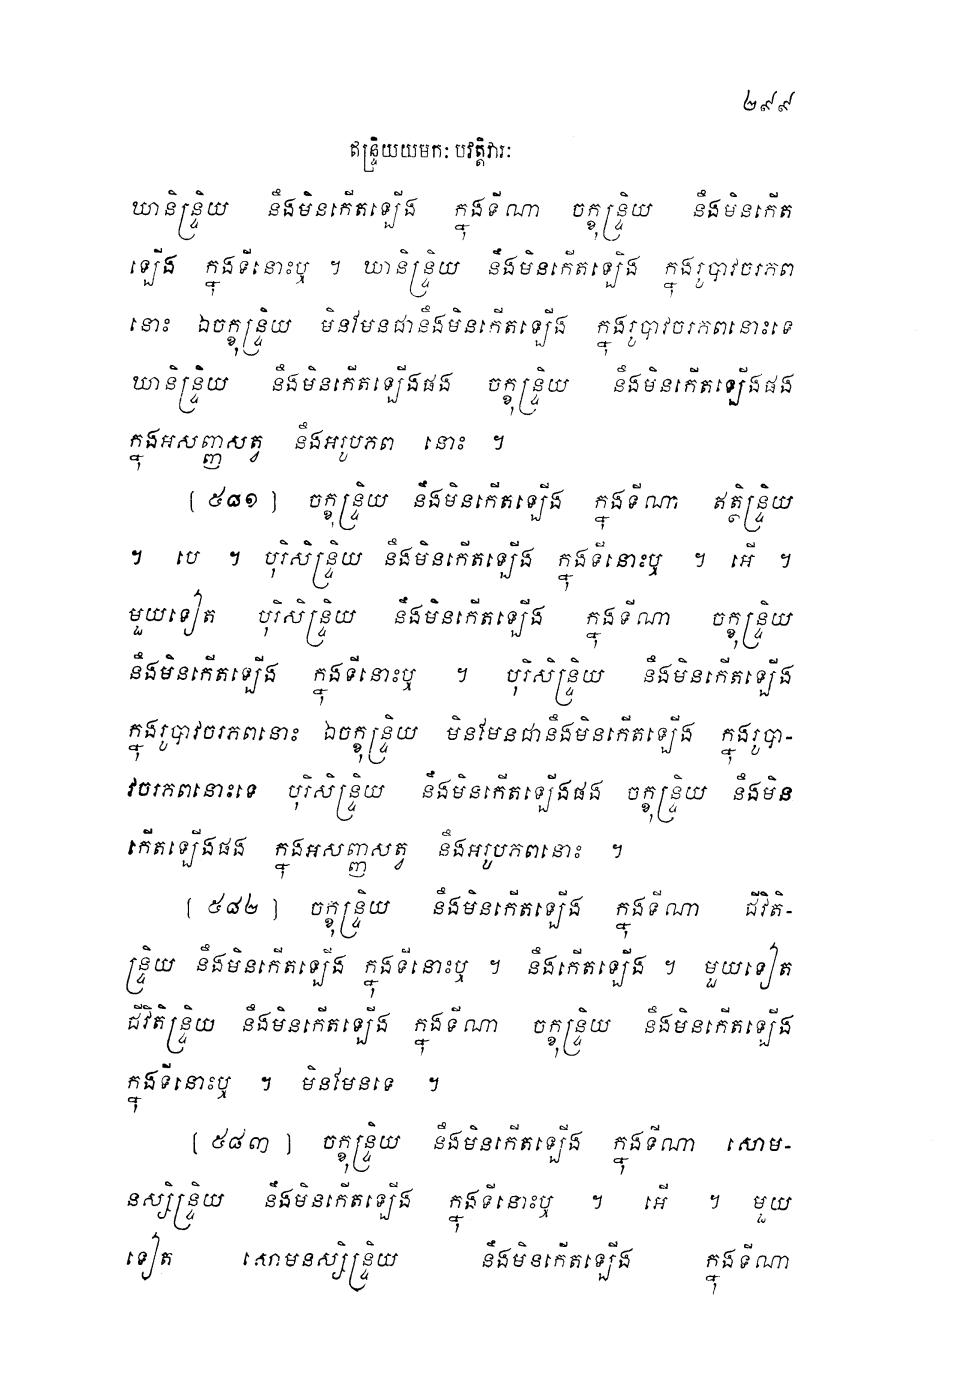 ២៩៩
ឥន្ទ្រិយយមកៈ បវត្តិវារៈ
ឃានិន្ទ្រិយ នឹងមិនកើតឡើង ក្នុងទីណា ចក្ខុន្ទ្រិយ នឹងមិនកើត
ឡើង ក្នុងទីនោះឬ ។ ឃានិន្ទ្រិយ នឹងមិនកើតឡើង ក្នុងរូបាវចរភព
នោះ ឯចក្ខុន្ទ្រិយ មិនមែនជានឹងមិនកើតឡើង ក្នុងរូបាវចរភពនោះទេ
ឃានិន្ទ្រិយ នឹងមិនកើតឡើងផង ចក្ខុន្ទ្រិយ នឹងមិនកើតឡើងផង
ក្នុងអសញ្ញសត្វ នឹងអរូបភព នោះ ។
[ ៥៨១ ] ចក្ខុន្ទ្រិយ នឹងមិនកើតឡើង ក្នុងទីណា ឥត្ថិន្ទ្រិយ
។ បេ ។ បុរិសិន្ទ្រិយ នឹងមិនកើតឡើង ក្នុងទីនោះឬ ។ អើ ។
មួយទៀត បុរិសិន្ទ្រិយ នឹងមិនកើតឡើង ក្នុងទីណា ចក្ខុន្ទ្រិយ
នឹងមិនកើតឡើង ក្នុងទីនោះឬ ។ បុរិសិន្ទ្រិយ នឹងមិនកើតឡើង
ក្នុងរូបាវចរភពនោះ ឯចក្ខុន្ទ្រិយ មិនមែនជានឹងមិនកើតឡើង ក្នុងរូបា-
វចរភពនោះទេ បុរិសិន្ទ្រិយ នឹងមិនកើតឡើងផង ចក្ខុន្ទ្រិយ នឹងមិន
កើតឡើងផង ក្នុងអសញ្ញសត្វ នឹងអរូបភពនោះ ។
[ ៥៨២ ] ចក្ខុន្ទ្រិយ នឹងមិនកើតឡើង ក្នុងទីណា ជីវិតិ-
ន្ទ្រិយ នឹងមិនកើតឡើង ក្នុងទីនោះឬ ។ នឹងកើតឡើង ។ មួយទៀត
ជីវិតិន្ទ្រិយ នឹងមិនកើតឡើង ក្នុងទីណា ចក្ខុន្ទ្រិយ នឹងមិនកើតឡើង
ក្នុងទីនោះឬ ។ មិនមែនទេ ។
[ ៥៨៣ ] ចក្ខុន្ទ្រិយ នឹងមិនកើតឡើង ក្នុងទីណា សោម-
នស្សិន្ទ្រិយ នឹងមិនកើតឡើង ក្នុងទីនោះឬ ។ អើ ។ មួយ
ទៀត សោមនស្សិន្ទ្រិយ នឹងមិនកើតឡើង ក្នុងទីណា